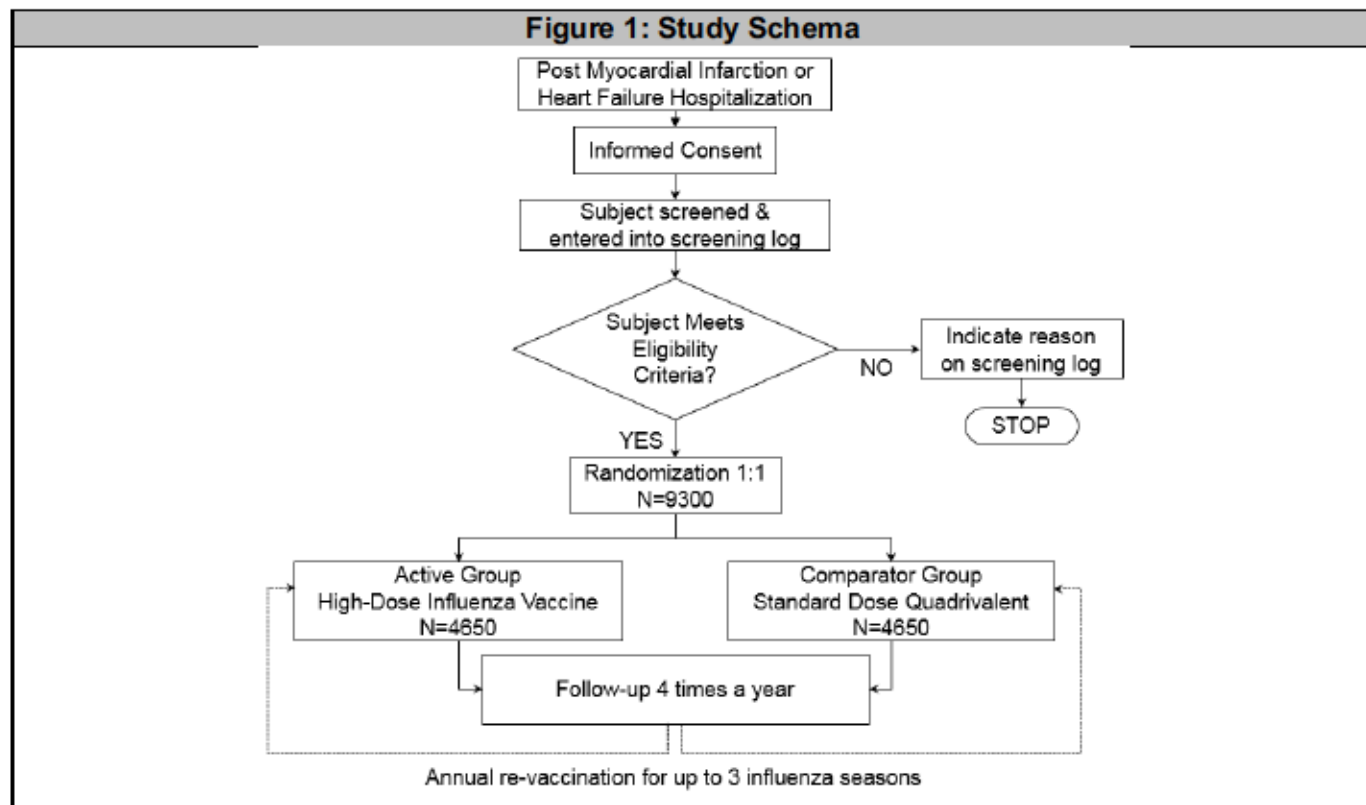 Figure 1: Study Schema
Post Myocardial Infarction or
Heart Failure Hospitalization
Informed Consent
Subject screened &
entered into screening log
Subject Meets
Eligibility
Criteria?
NO
Indicate reason
on screening log
STOP
YES
Randomization 1:1
N=9300
Active Group
High-Dose Influenza Vaccine
N=4650
Comparator Group
Standard Dose Quadrivalent
N=4650
Follow-up 4 times a year
Annual re-vaccination for up to 3 influenza seasons